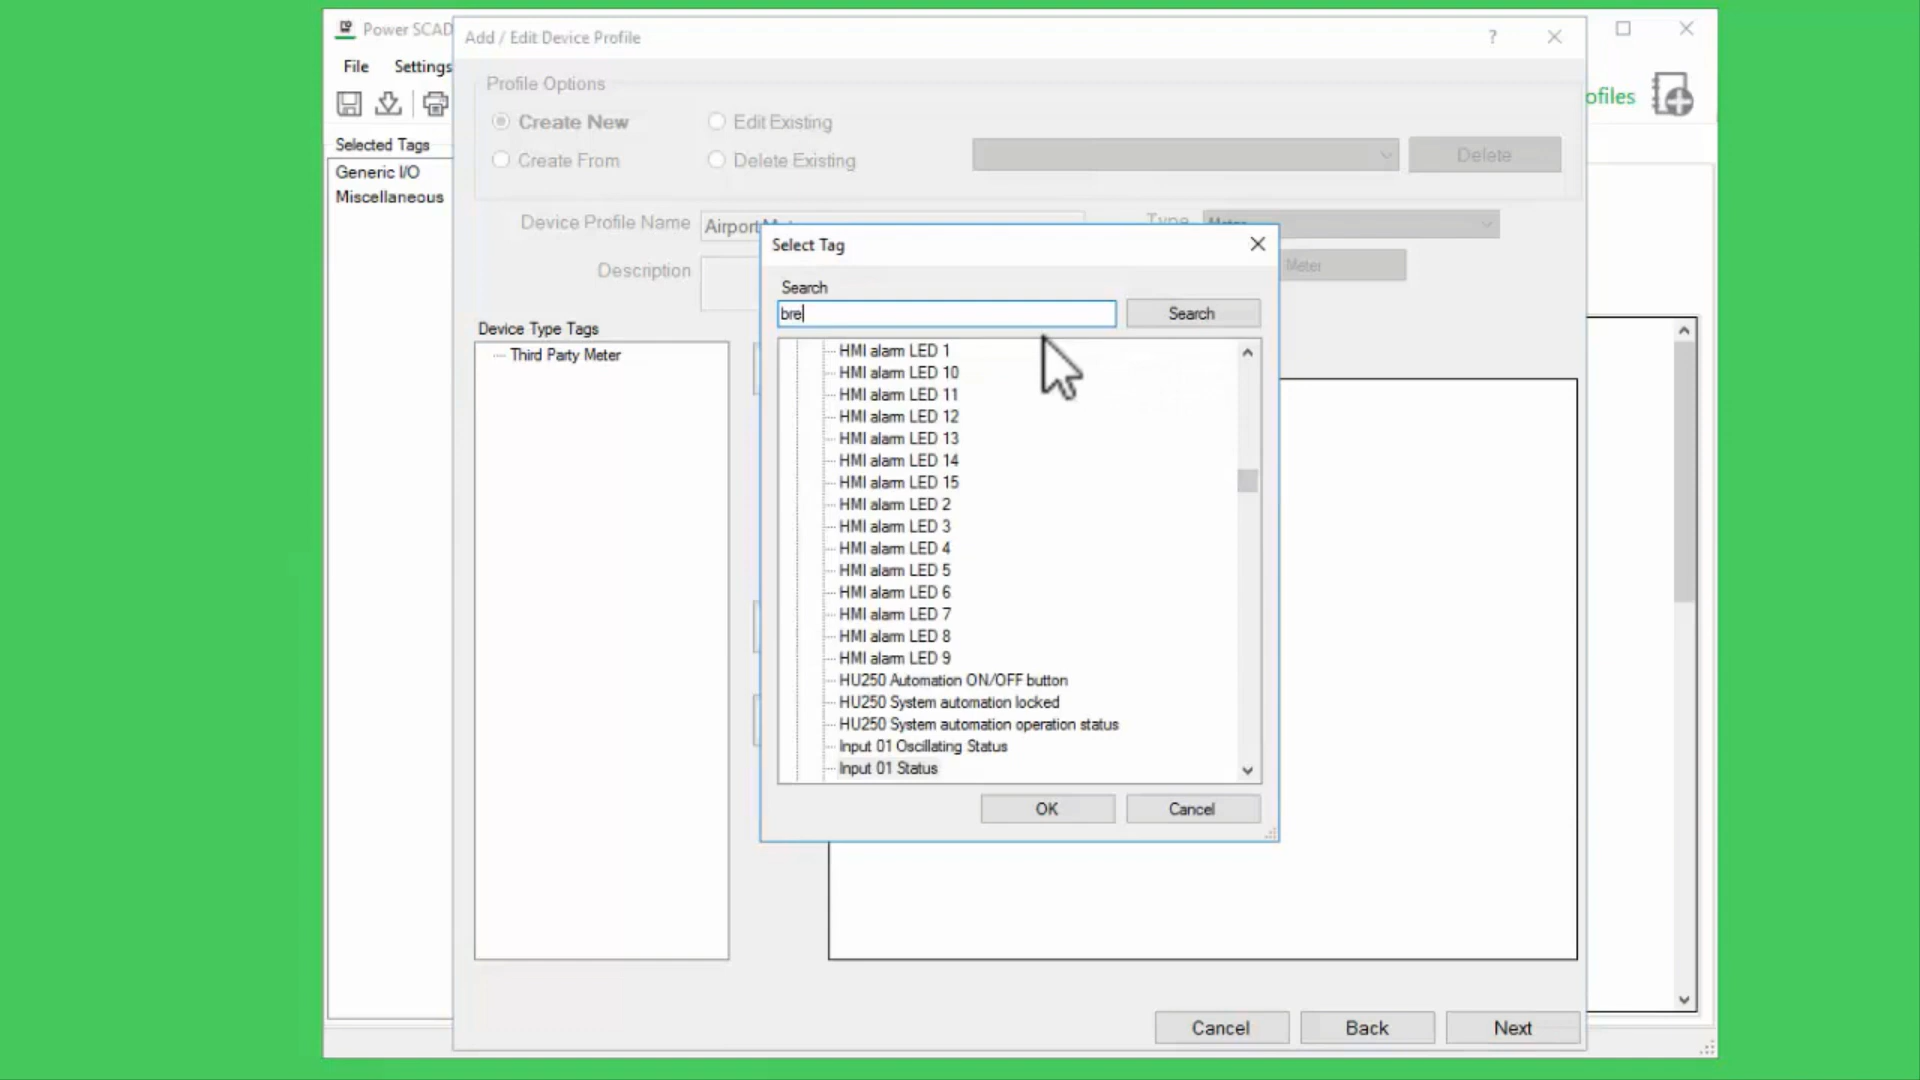 Power SCAD
Add / Edit Device Profile
?
File
Settings
Profile Options
Create New
Edit Existing
ofiles
Selected Tags
Create From
Delete Existing
Delete
Generic I/O
Miscellaneous
Device Profile Name
Airport
Type
Select Tag
Description
Meter
Search
bre
Search
Device Type Tags
Third Party Meter
HMI alarm LED 1
HMI alarm LED 10
HMI alarm LED 11
HMI alarm LED 12
HMI alarm LED 13
HMI alarm LED 14
HMI alarm LED 15
HMI alarm LED 2
HMI alarm LED 3
HMI alarm LED 4
HMI alarm LED 5
HMI alarm LED 6
HMI alarm LED 7
HMI alarm LED 8
HMI alarm LED 9
HU250 Automation ON/OFF button
HU250 System automation locked
HU250 System automation operation status
Input 01 Oscillating Status
Input 01 Status
OK
Cancel
Cancel
Back
Next